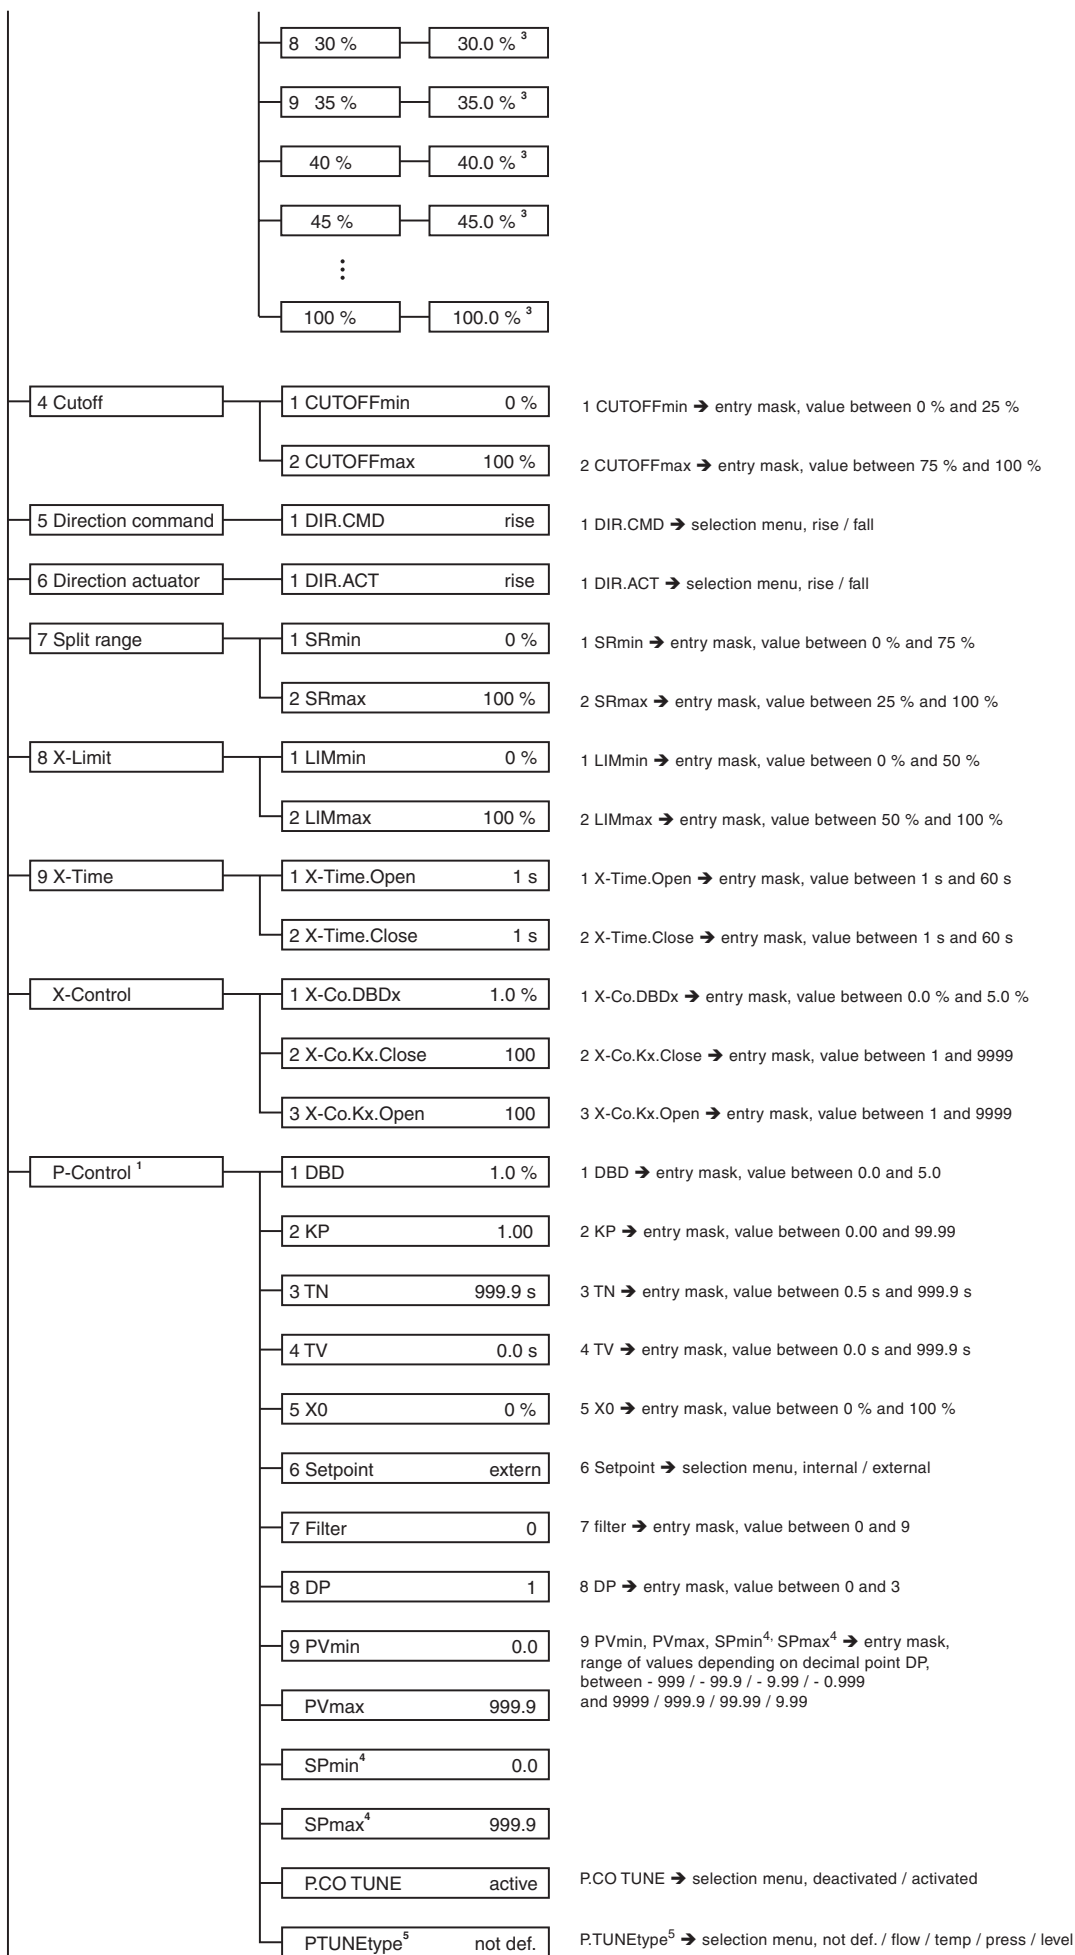 8 30 % 30.0 % ³
9 35 % 35.0 % ³
40 % 40.0 % ³
45 % 45.0 % ³
⋮
100 % 100.0 % ³
4 Cutoff 1 CUTOFFmin 0 % 1 CUTOFFmin ➔ entry mask, value between 0 % and 25 %
2 CUTOFFmax 100 % 2 CUTOFFmax ➔ entry mask, value between 75 % and 100 %
5 Direction command 1 DIR.CMD rise 1 DIR.CMD ➔ selection menu, rise / fall
6 Direction actuator 1 DIR.ACT rise 1 DIR.ACT ➔ selection menu, rise / fall
7 Split range 1 SRmin 0 % 1 SRmin ➔ entry mask, value between 0 % and 75 %
2 SRmax 100 % 2 SRmax ➔ entry mask, value between 25 % and 100 %
8 X-Limit 1 LIMmin 0 % 1 LIMmin ➔ entry mask, value between 0 % and 50 %
2 LIMmax 100 % 2 LIMmax ➔ entry mask, value between 50 % and 100 %
9 X-Time 1 X-Time.Open 1 s 1 X-Time.Open ➔ entry mask, value between 1 s and 60 s
2 X-Time.Close 1 s 2 X-Time.Close ➔ entry mask, value between 1 s and 60 s
X-Control 1 X-Co.DBDx 1.0 % 1 X-Co.DBDx ➔ entry mask, value between 0.0 % and 5.0 %
2 X-Co.Kx.Close 100 2 X-Co.Kx.Close ➔ entry mask, value between 1 and 9999
3 X-Co.Kx.Open 100 3 X-Co.Kx.Open ➔ entry mask, value between 1 and 9999
P-Control ¹ 1 DBD 1.0 % 1 DBD ➔ entry mask, value between 0.0 and 5.0
2 KP 1.00 2 KP ➔ entry mask, value between 0.00 and 99.99
3 TN 999.9 s 3 TN ➔ entry mask, value between 0.5 s and 999.9 s
4 TV 0.0 s 4 TV ➔ entry mask, value between 0.0 s and 999.9 s
5 X0 0 % 5 X0 ➔ entry mask, value between 0 % and 100 %
6 Setpoint extern 6 Setpoint ➔ selection menu, internal / external
7 Filter 0 7 filter ➔ entry mask, value between 0 and 9
8 DP 1 8 DP ➔ entry mask, value between 0 and 3
9 PVmin 0.0 9 PVmin, PVmax, SPmin⁴, SPmax⁴ ➔ entry mask,
range of values depending on decimal point DP,
between - 999 / - 99.9 / - 9.99 / - 0.999
and 9999 / 999.9 / 99.99 / 9.99
PVmax 999.9
SPmin⁴ 0.0
SPmax⁴ 999.9
P.CO TUNE active P.CO TUNE ➔ selection menu, deactivated / activated
PTUNEtype⁵ not def. P.TUNEtype⁵ ➔ selection menu, not def. / flow / temp / press / level